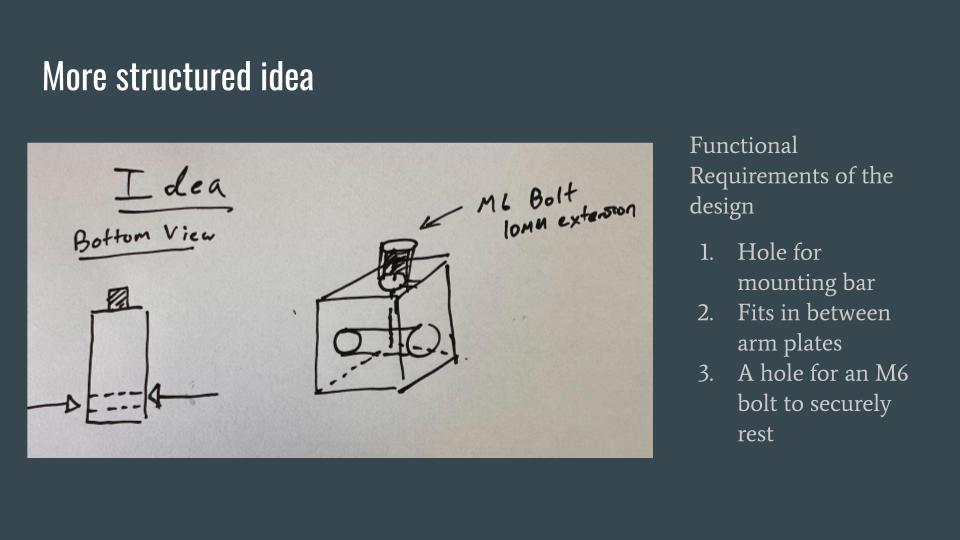 More structured idea
Idea
Bottom View
M6 Bolt
10mm extension
Functional
Requirements of the
design
1. Hole for
mounting bar
2. Fits in between
arm plates
3. A hole for an M6
bolt to securely
rest